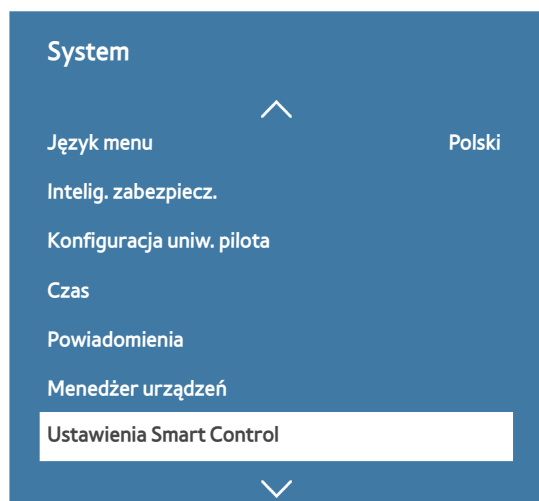 System
Język menu Polski
Intelig. zabezpiecz.
Konfiguracja uniw. pilota
Czas
Powiadomienia
Menedżer urządzeń
Ustawienia Smart Control